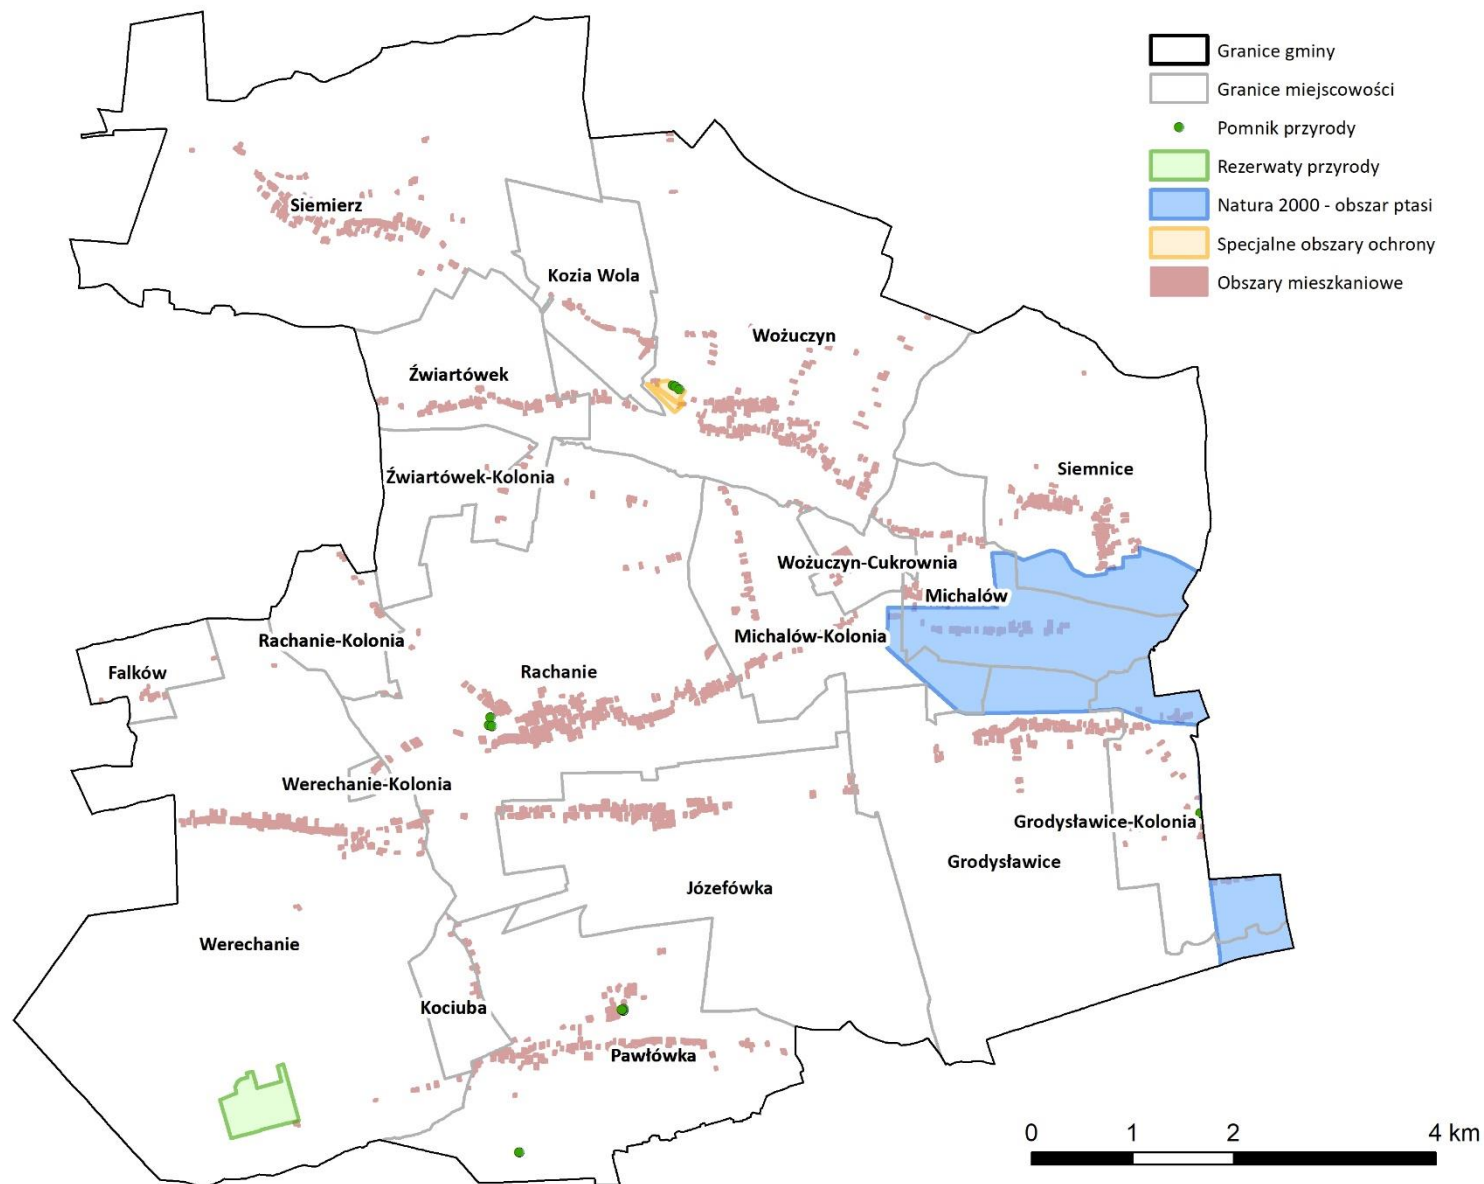 Granice gminy
Granice miejscowości
Pomnik przyrody
Rezerwaty przyrody
Natura 2000 - obszar ptasi
Specjalne obszary ochrony
Obszary mieszkaniowe
Siemierz
Kozia Wola
Wożuczyn
Źwiartówek
Siemnice
Źwiartówek-Kolonia
Wożuczyn-Cukrownia
Michalów
Rachanie-Kolonia
Michalów-Kolonia
Falków
Rachanie
Werechanie-Kolonia
Grodysławice-Kolonia
Grodysławice
Józefówka
Werechanie
Kociuba
Pawłówka
0 1 2 4 km